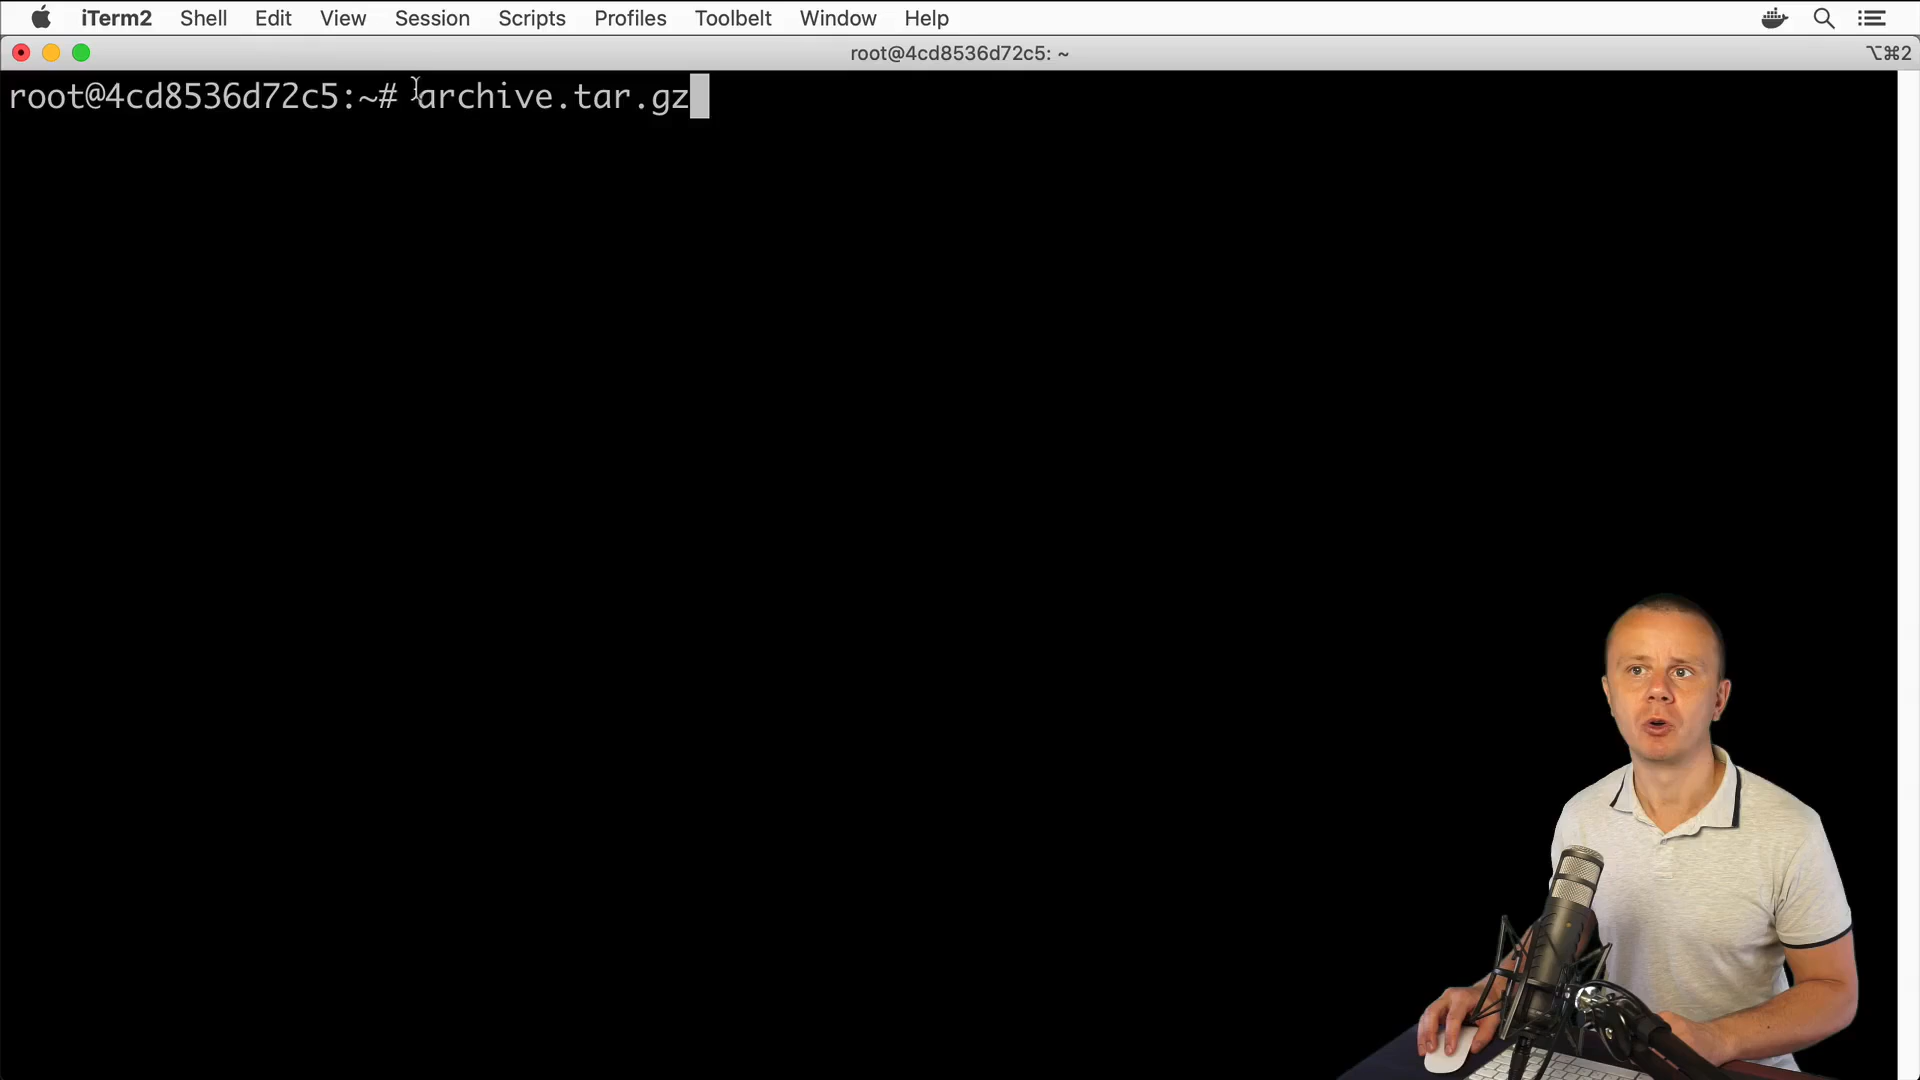 iTerm2 Shell Edit View Session Scripts Profiles Toolbelt Window Help
root@4cd8536d72c5: ~ ⌥⌘2
root@4cd8536d72c5:~# archive.tar.gz